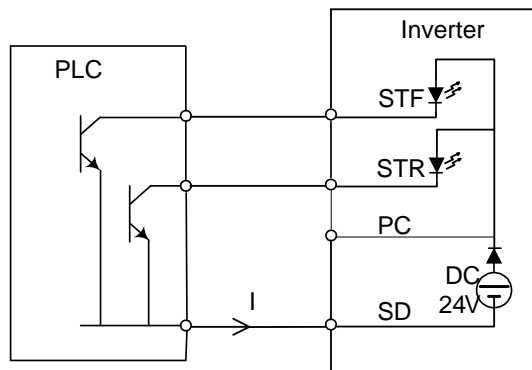 Inverter
PLC
STF
STR
PC
DC
24V
I
SD